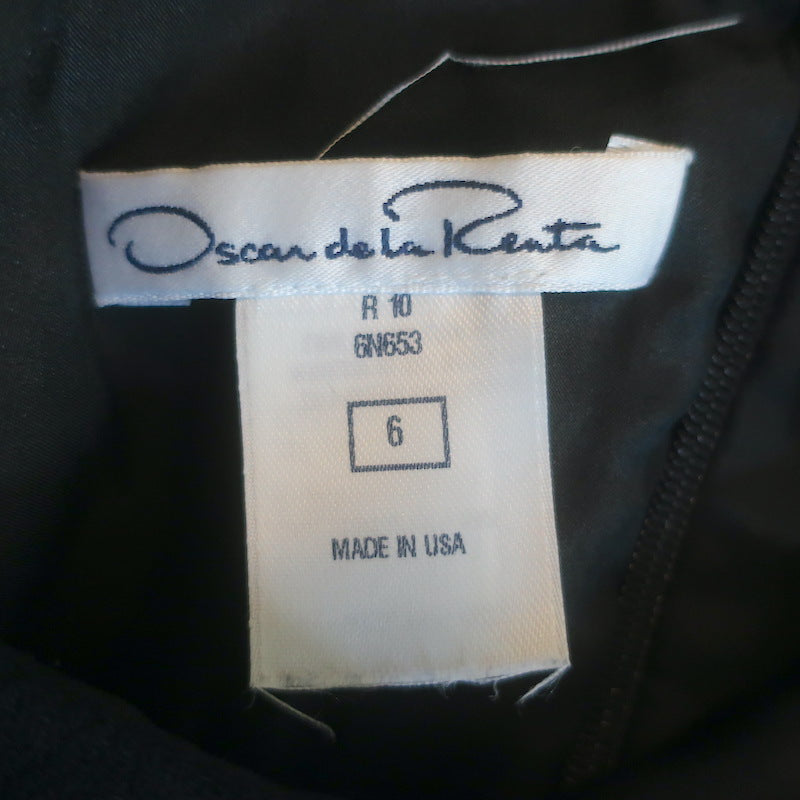 Oscar de la Renta
R 10
6N653
6
MADE IN USA